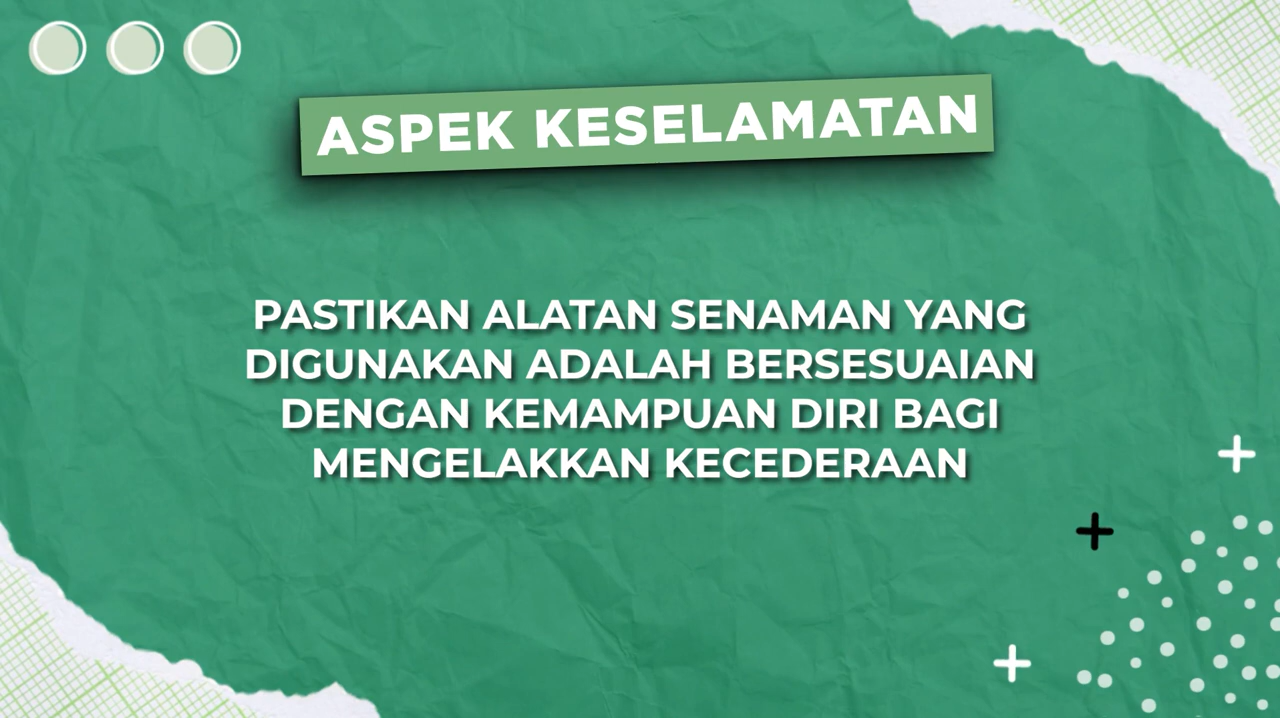 ASPEK KESELAMATAN
PASTIKAN ALATAN SENAMAN YANG
DIGUNAKAN ADALAH BERSESUAIAN
DENGAN KEMAMPUAN DIRI BAGI
MENGELAKKAN KECEDERAAN